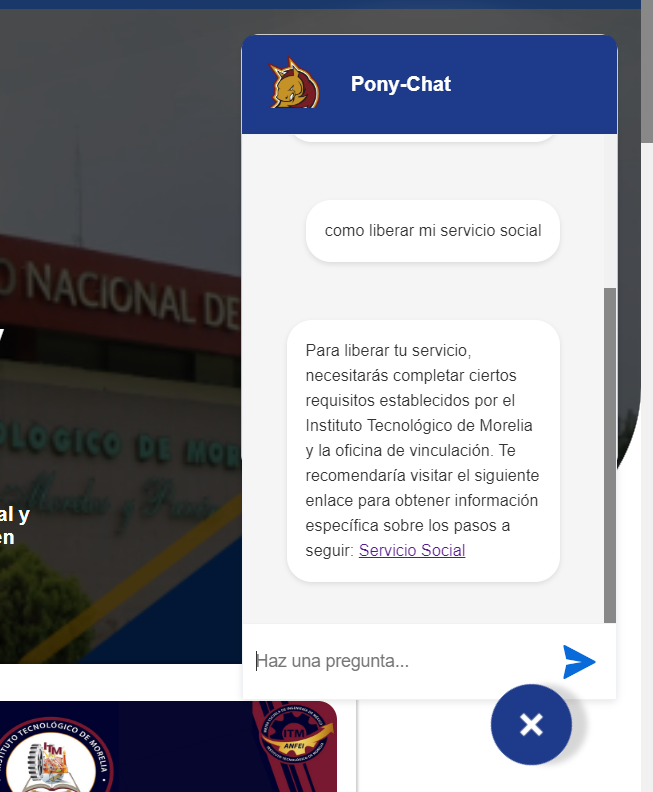 Pony-Chat
como liberar mi servicio social
Para liberar tu servicio,
necesitarás completar ciertos
requisitos establecidos por el
Instituto Tecnológico de Morelia
y la oficina de vinculación. Te
recomendaría visitar el siguiente
enlace para obtener información
específica sobre los pasos a
seguir: Servicio Social
Haz una pregunta...
O NACIONAL DE
LÓGICO DE MOR
al y
en
INSTITUTO TECNOLÓGICO DE MORELIA
ITM
ITM
ANFEI